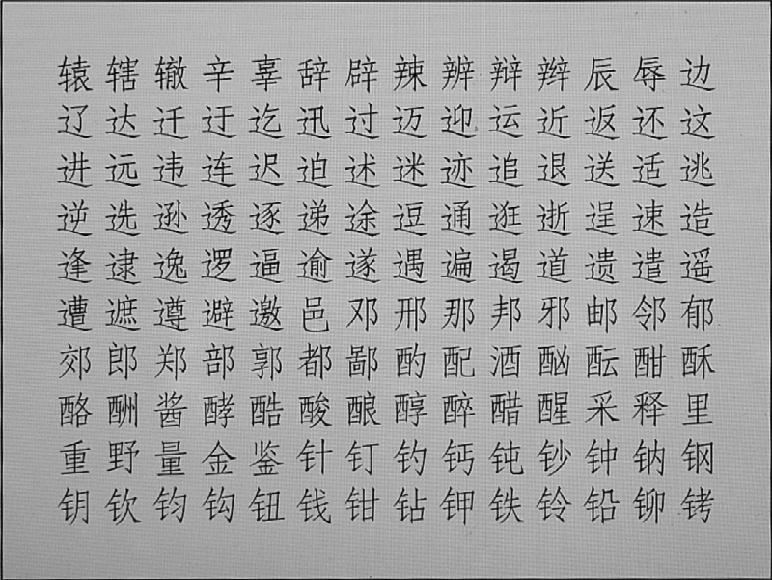 辕辖辙辛辜辞辟辣辨辩辫辰辱边
辽达迁迂迄迅过迈迎运近返还这
进远违连迟迫述迷迹追退送适逃
逆选逊透逐递途逗通逛逝逞速造
逢逮逸逻逼逾遂遇遍遏道遗遣遥
遭遮遵避邀邑邓邢那邦邪邮邻郁
郊郎郑部郭都鄙酌配酒酗酝酣酥
酪酬酱酵酷酸酿醇醉醋醒采释里
重野量金鉴针钉钓钙钝钞钟钠钢
钥钦钧钩钮钱钳钻钾铁铃铅铆铐